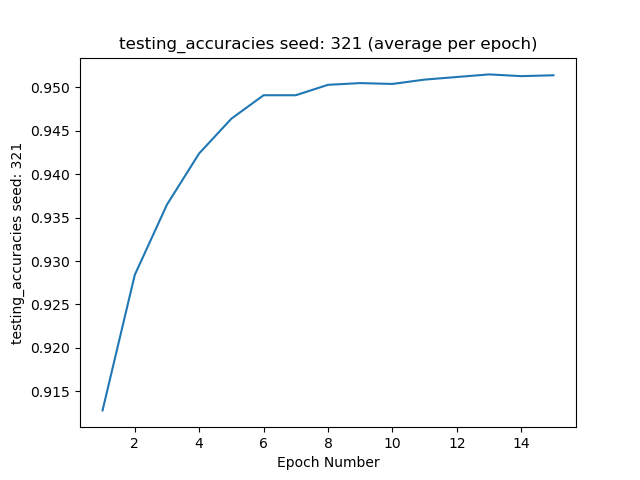 testing_accuracies seed: 321 (average per epoch)
testing_accuracies seed: 321
0.950
0.945
0.940
0.935
0.930
0.925
0.920
0.915
2 4 6 8 10 12 14
Epoch Number